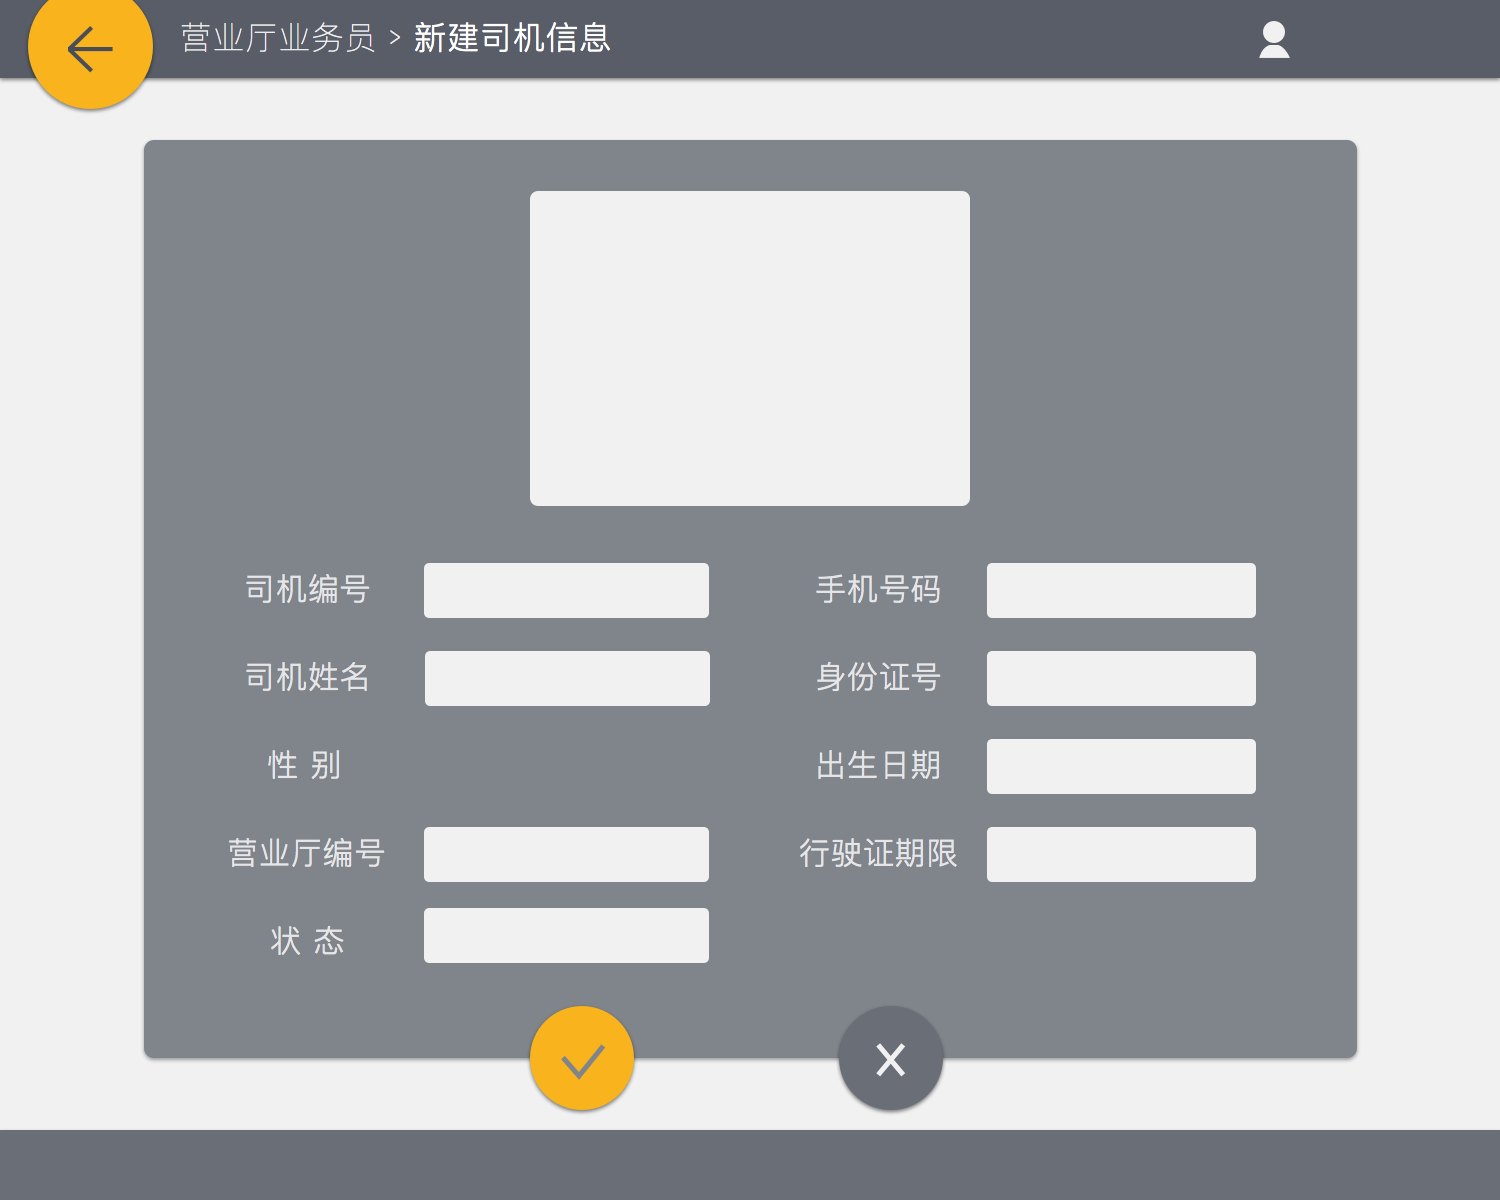 营业厅业务员 > 新建司机信息
司机编号
手机号码
司机姓名
身份证号
性 别
出生日期
营业厅编号
行驶证期限
状 态